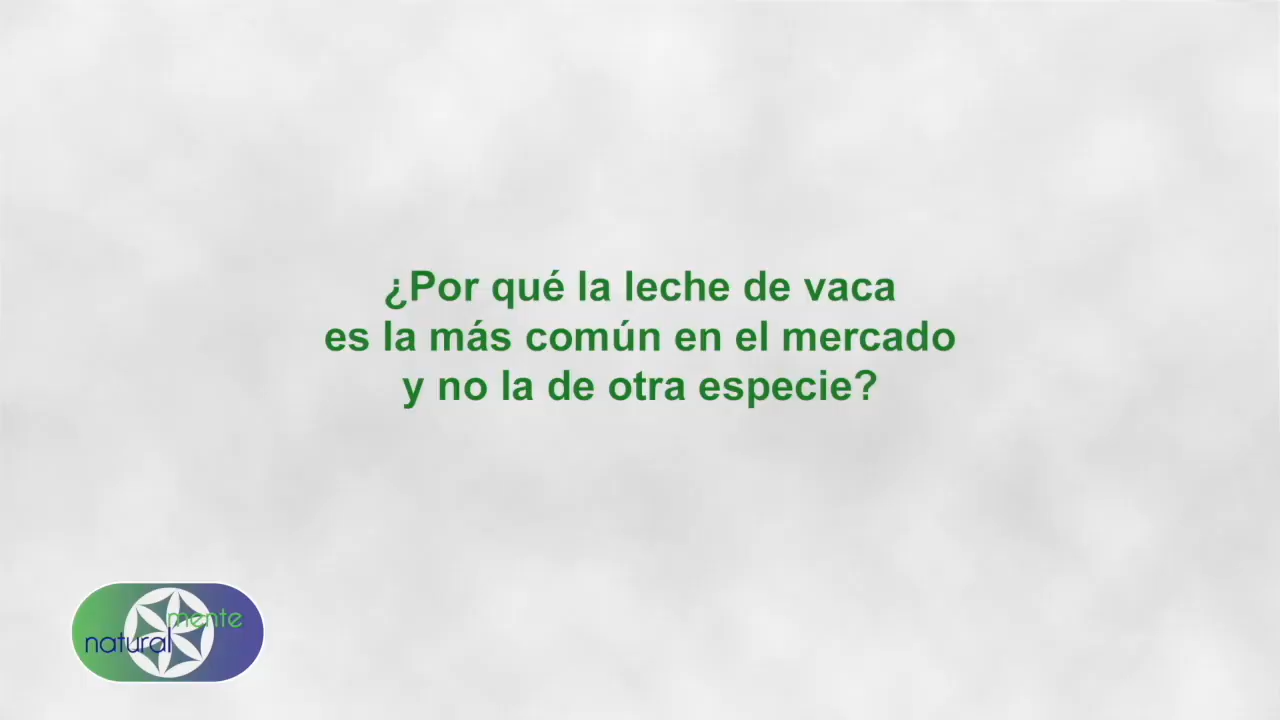 ¿Por qué la leche de vaca
es la más común en el mercado
y no la de otra especie?
mente
natural